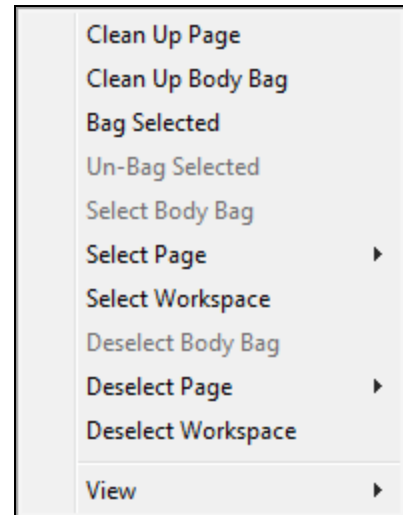 Clean Up Page
Clean Up Body Bag
Bag Selected
Un-Bag Selected
Select Body Bag
Select Page
Select Workspace
Deselect Body Bag
Deselect Page
Deselect Workspace
View